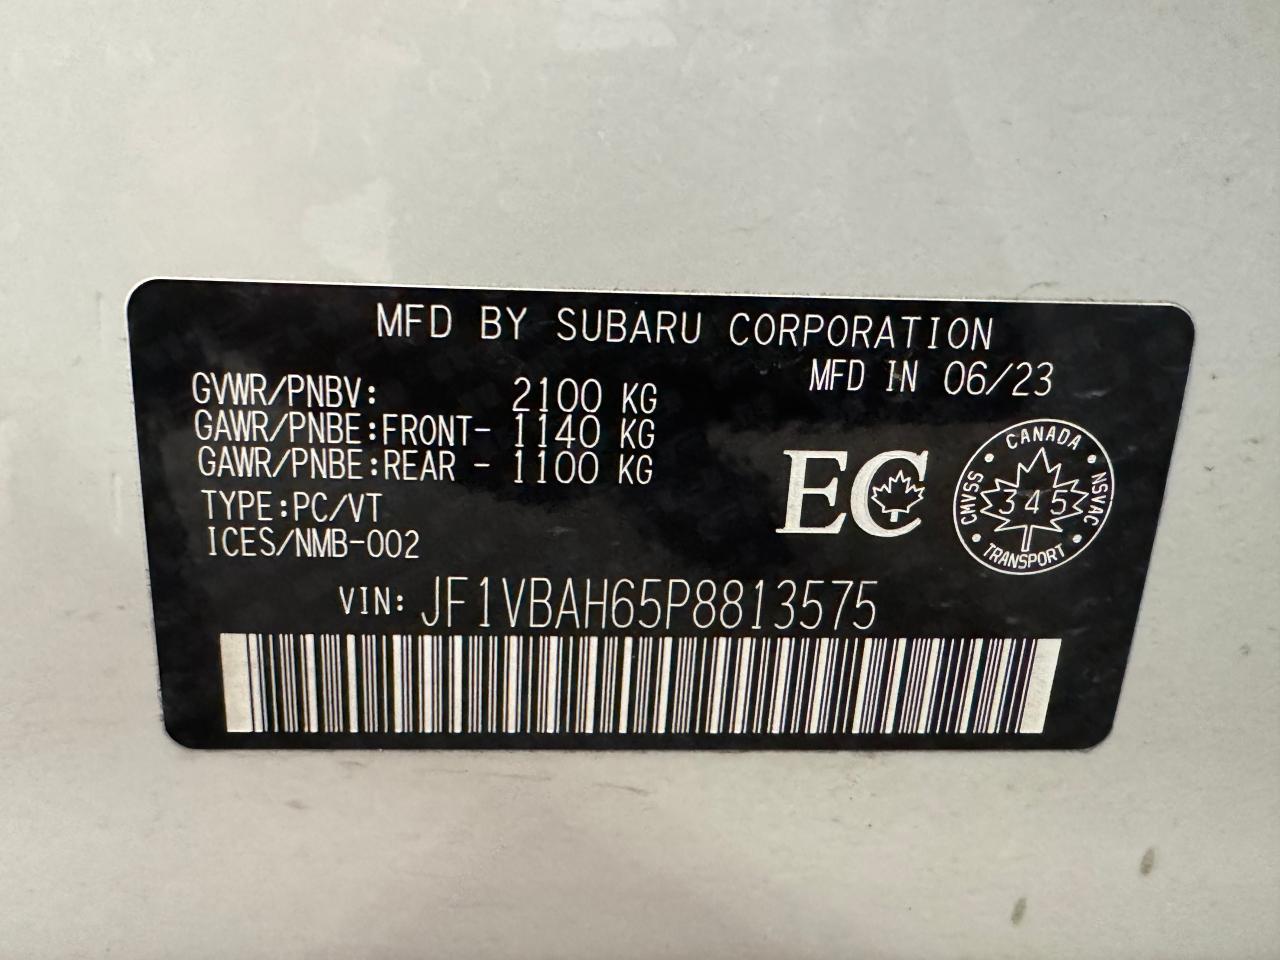 MFD BY SUBARU CORPORATION
MFD IN 06/23
GVWR/PNBV: 2100 KG
GAWR/PNBE:FRONT- 1140 KG
GAWR/PNBE:REAR - 1100 KG
TYPE:PC/VT
ICES/NMB-002
EC
CANADA
CMVSS 345 NSVAC
TRANSPORT
VIN: JF1VBAH65P8813575